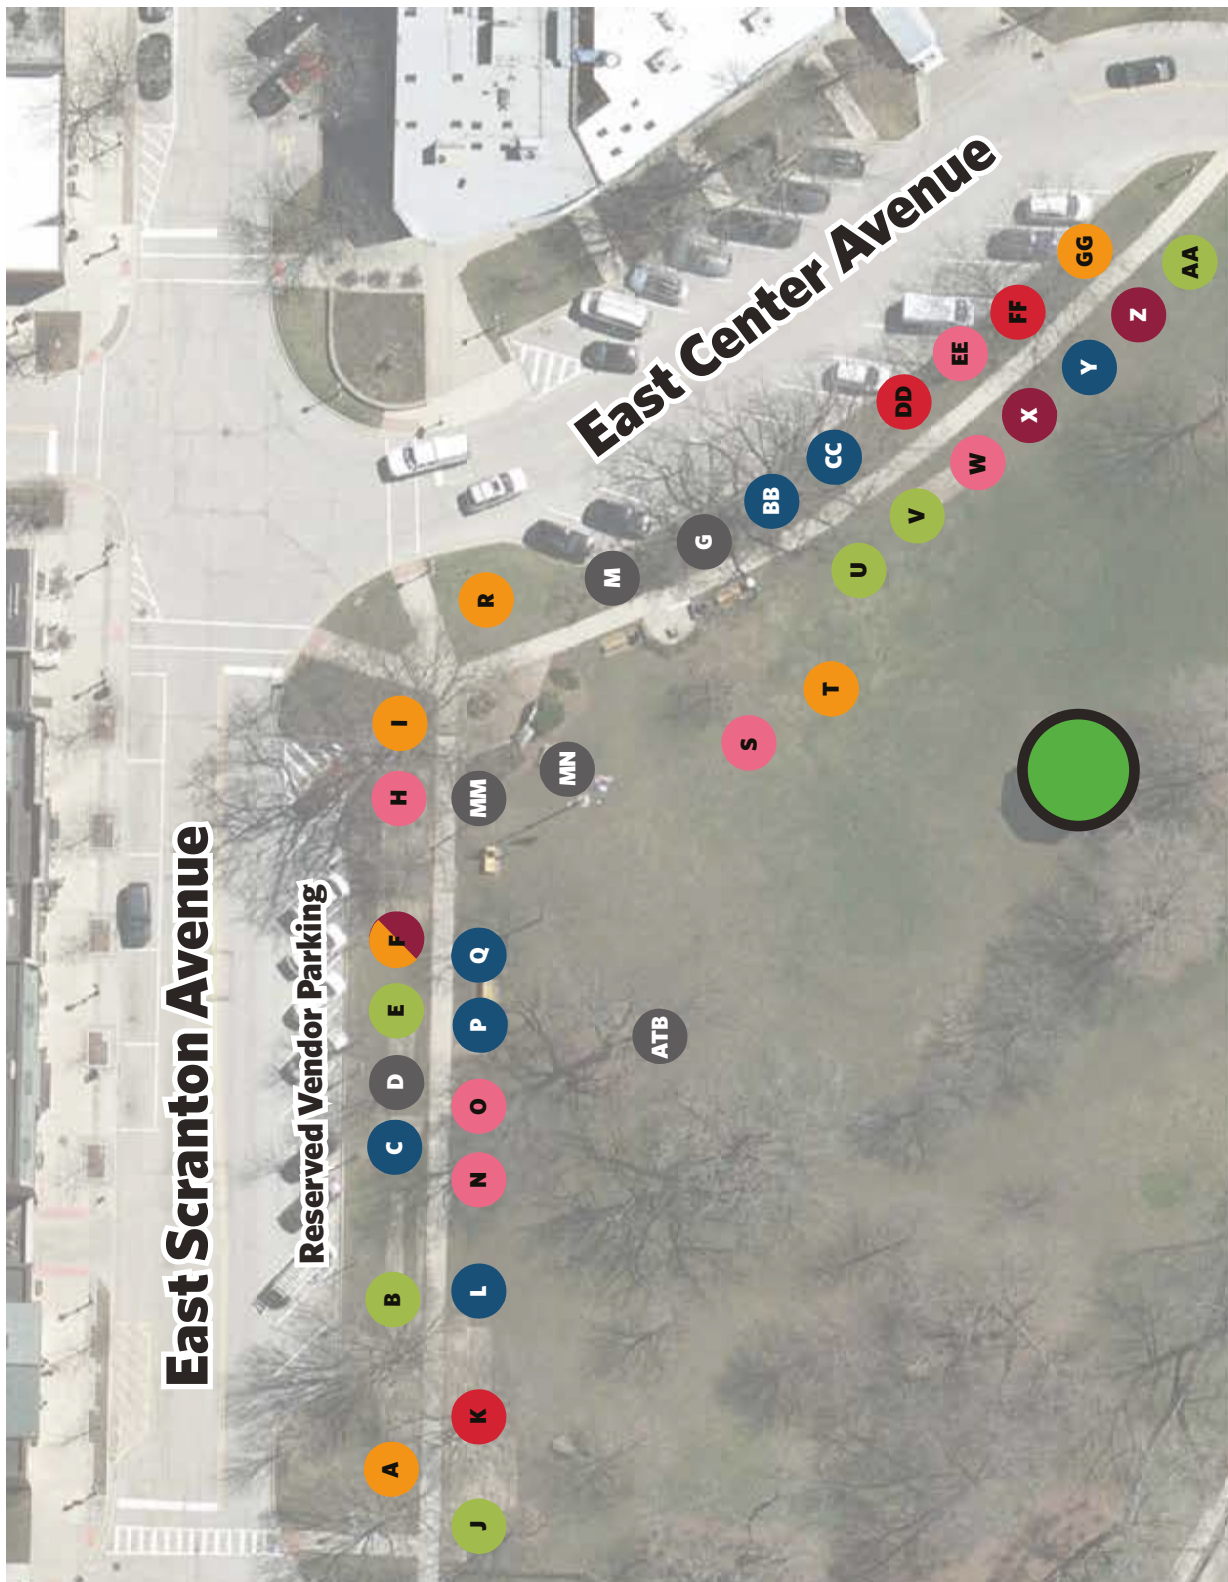 East Scranton Avenue
Reserved Vendor Parking
East Center Avenue
A
B
C
D
E
F
H
I
R
J
K
L
N
O
P
Q
MM
MN
M
G
BB
CC
DD
EE
FF
GG
ATB
S
T
U
V
W
X
Y
Z
AA